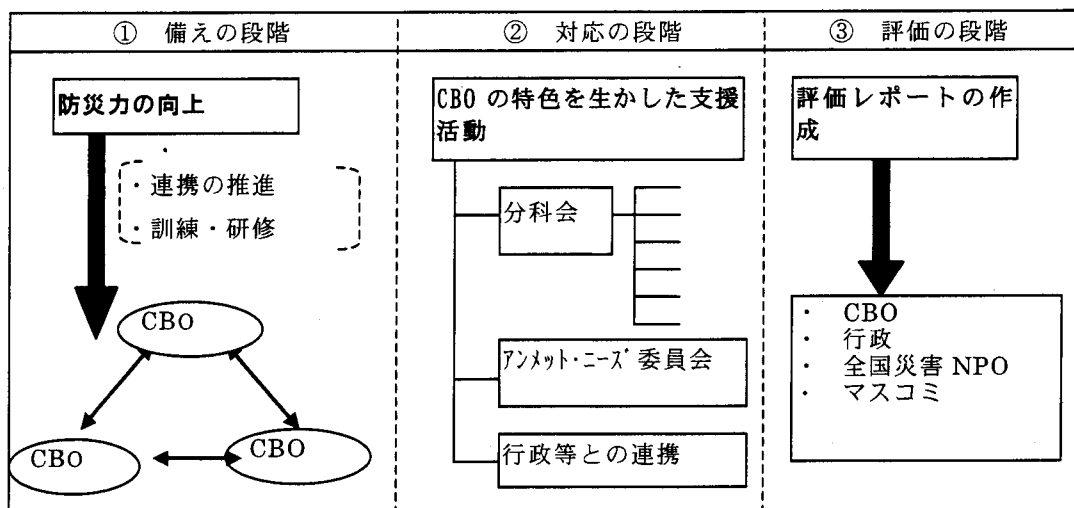 ① 備えの段階
② 対応の段階
③ 評価の段階
防災力の向上
・連携の推進
・訓練・研修
CBO
CBO
CBO
CBO の特色を生かした支援
活動
分科会
アンメット・ニーズ委員会
行政等との連携
評価レポートの作
成
・ CBO
・ 行政
・ 全国災害 NPO
・ マスコミ